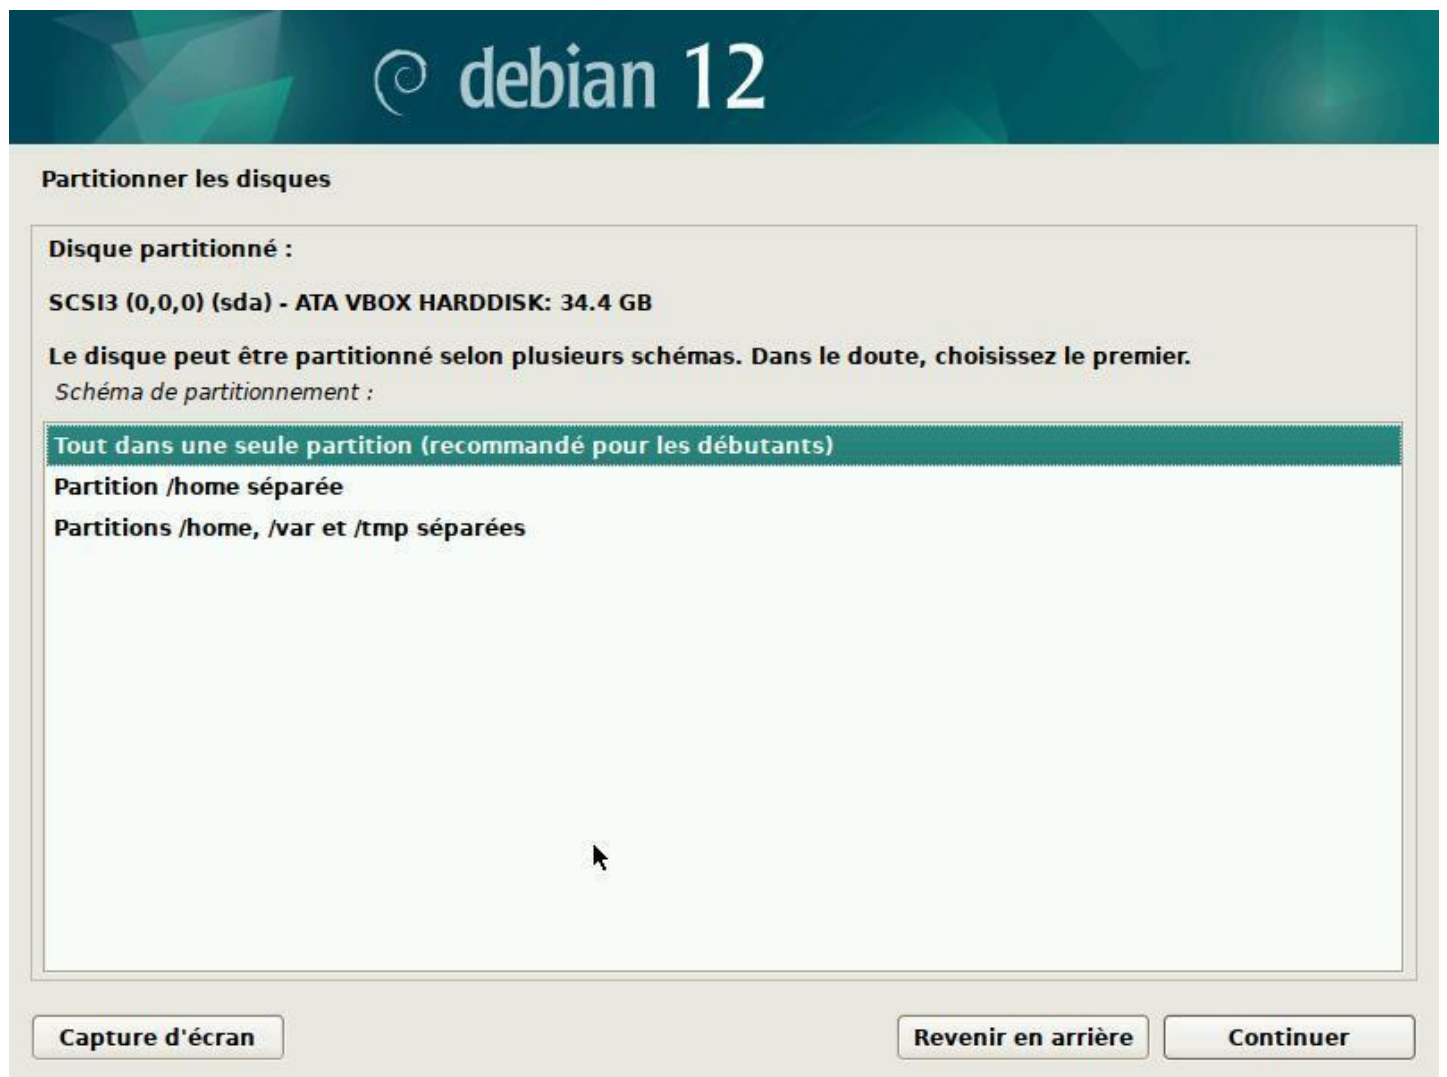 debian 12
Partitionner les disques
Disque partitionné :
SCSI3 (0,0,0) (sda) - ATA VBOX HARDDISK: 34.4 GB
Le disque peut être partitionné selon plusieurs schémas. Dans le doute, choisissez le premier.
Schéma de partitionnement :
Tout dans une seule partition (recommandé pour les débutants)
Partition /home séparée
Partitions /home, /var et /tmp séparées
Capture d'écran
Revenir en arrière
Continuer